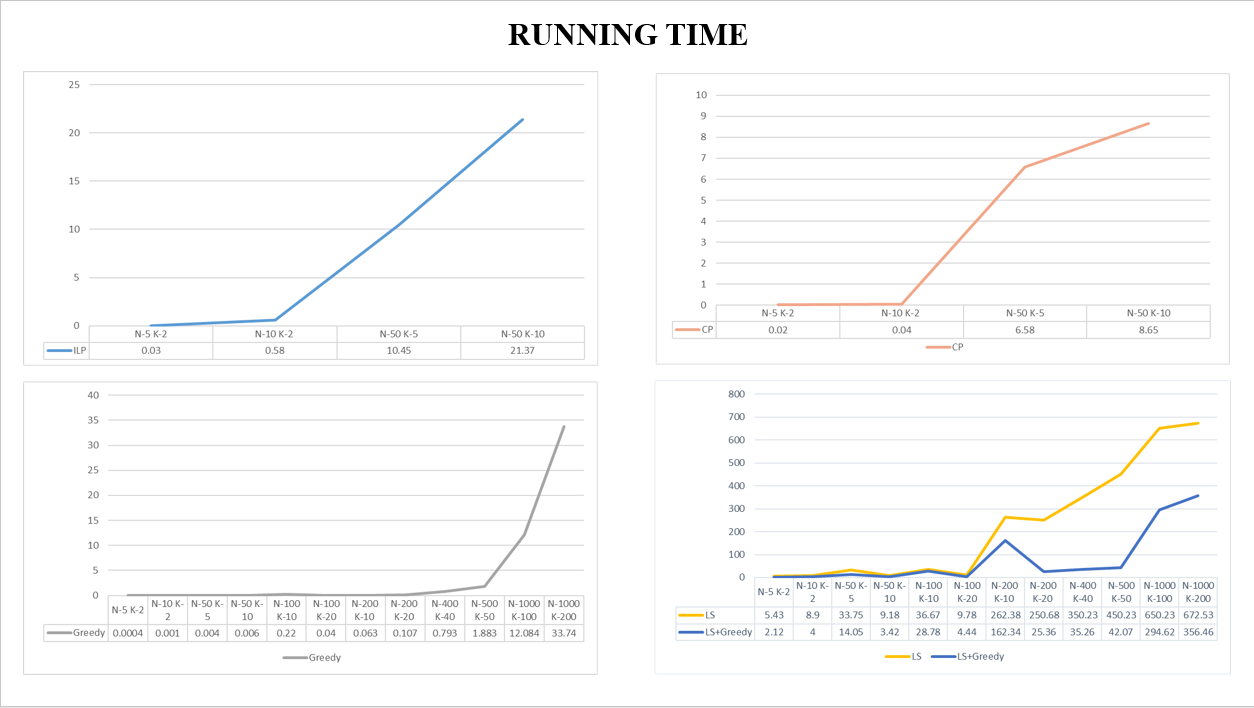 RUNNING TIME
25
20
15
10
5
0
N-5 K-2 N-10 K-2 N-50 K-5 N-50 K-10
ILP 0.03 0.58 10.45 21.37
10
9
8
7
6
5
4
3
2
1
0
N-5 K-2 N-10 K-2 N-50 K-5 N-50 K-10
CP 0.02 0.04 6.58 8.65
CP
40
35
30
25
20
15
10
5
0
N-5 K-2 N-10 K-2 N-50 K-5 N-50 K-10 N-100 K-10 N-100 K-20 N-200 K-10 N-200 K-20 N-400 K-40 N-500 K-50 N-1000 K-100 N-1000 K-200
Greedy 0.0004 0.001 0.004 0.006 0.22 0.04 0.063 0.107 0.793 1.883 12.084 33.74
Greedy
800
700
600
500
400
300
200
100
0
N-5 K-2 N-10 K-2 N-50 K-5 N-50 K-10 N-100 K-10 N-100 K-20 N-200 K-10 N-200 K-20 N-400 K-40 N-500 K-50 N-1000 K-100 N-1000 K-200
LS 5.43 8.9 33.75 9.18 36.67 9.78 262.38 250.68 350.23 450.23 650.23 672.53
LS+Greedy 2.12 4 14.05 3.42 28.78 4.44 162.34 25.36 35.26 42.07 294.62 356.46
LS LS+Greedy